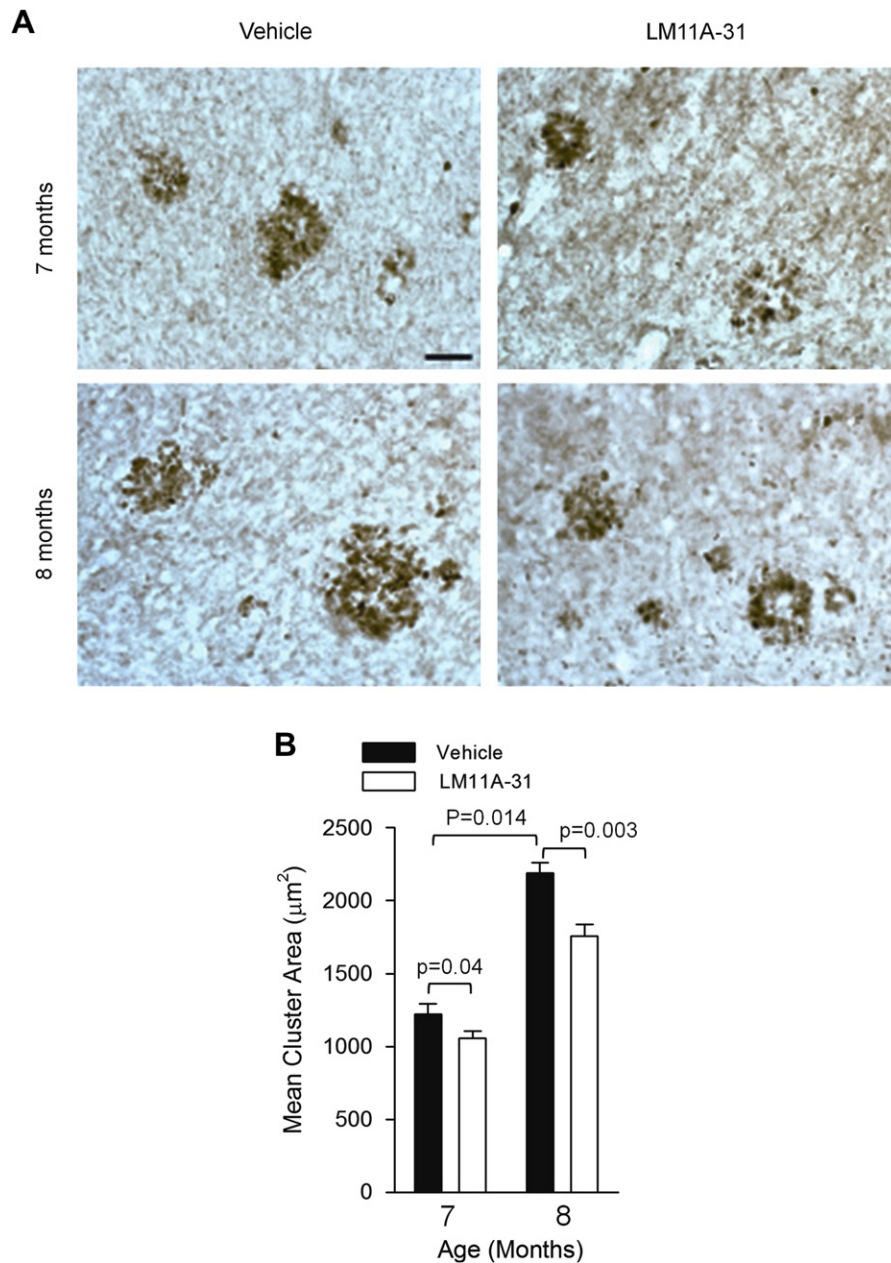 A
Vehicle LM11A-31
7 months
8 months
B
Vehicle
LM11A-31
P=0.014
p=0.003
p=0.04
Mean Cluster Area (µm²)
2500
2000
1500
1000
500
0
7 8
Age (Months)